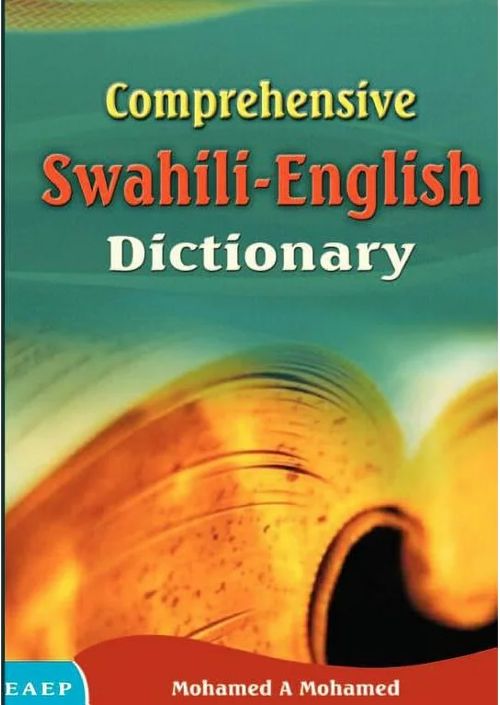 Comprehensive
Swahili-English
Dictionary
EAEP
Mohamed A Mohamed